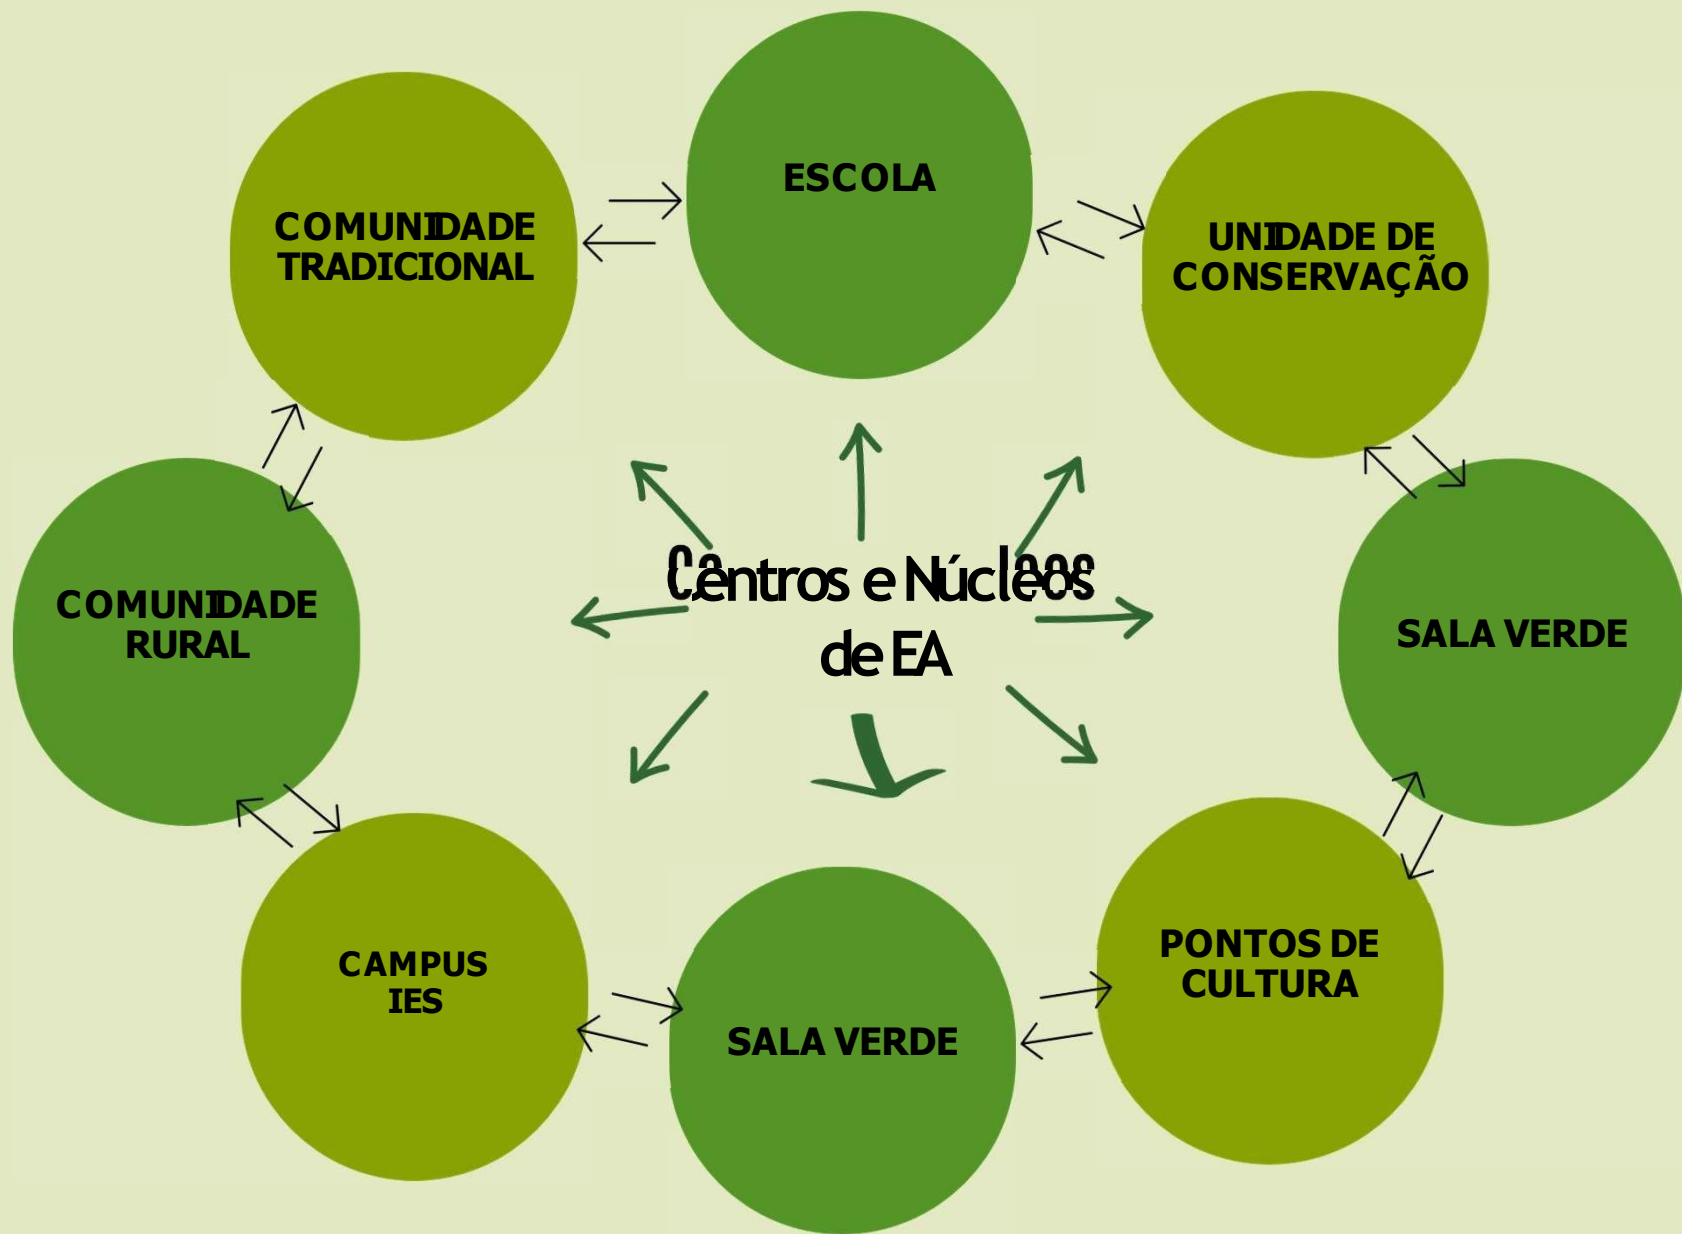 ESCOLA
COMUNIDADE
TRADICIONAL
UNIDADE DE
CONSERVAÇÃO
Centros e Núcleos
de EA
COMUNIDADE
RURAL
SALA VERDE
CAMPUS
IES
PONTOS DE
CULTURA
SALA VERDE